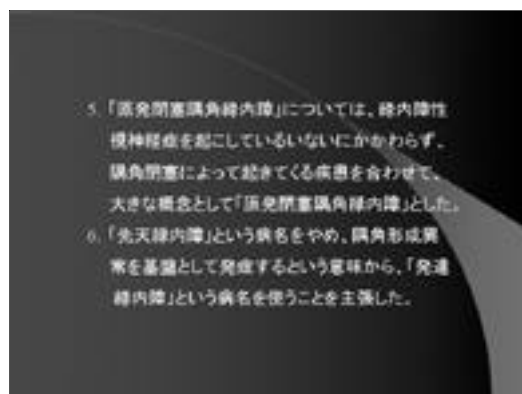 5. 「原発閉塞隅角緑内障」については、緑内障性
視神経症を起こしているいないにかかわらず、
隅角閉塞によって起きてくる疾患を合わせて、
大きな概念として「原発閉塞隅角緑内障」とした。
6. 「先天緑内障」という病名をやめ、隅角形成異
常を基盤として発症するという意味から、「発達
緑内障」という病名を使うことを主張した。